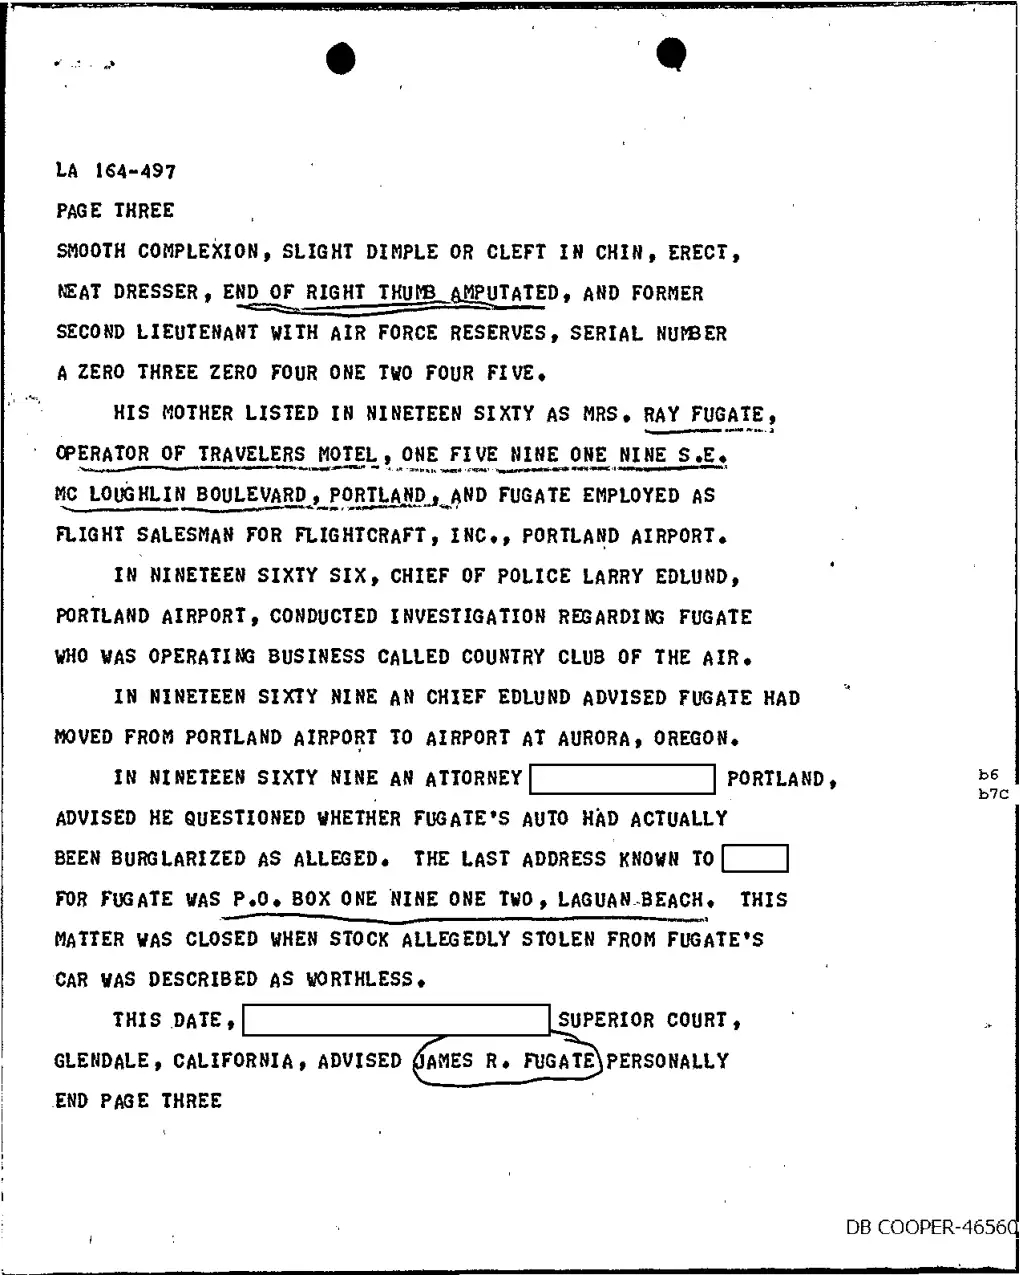 LA 164-497
PAGE THREE
SMOOTH COMPLEXION, SLIGHT DIMPLE OR CLEFT IN CHIN, ERECT,
NEAT DRESSER, END OF RIGHT THUMB AMPUTATED, AND FORMER
SECOND LIEUTENANT WITH AIR FORCE RESERVES, SERIAL NUMBER
A ZERO THREE ZERO FOUR ONE TWO FOUR FIVE.
HIS MOTHER LISTED IN NINETEEN SIXTY AS MRS. RAY FUGATE,
OPERATOR OF TRAVELERS MOTEL, ONE FIVE NINE ONE NINE S.E.
MC LOUGHLIN BOULEVARD, PORTLAND, AND FUGATE EMPLOYED AS
FLIGHT SALESMAN FOR FLIGHTCRAFT, INC., PORTLAND AIRPORT.
IN NINETEEN SIXTY SIX, CHIEF OF POLICE LARRY EDLUND,
PORTLAND AIRPORT, CONDUCTED INVESTIGATION REGARDING FUGATE
WHO WAS OPERATING BUSINESS CALLED COUNTRY CLUB OF THE AIR.
IN NINETEEN SIXTY NINE AN CHIEF EDLUND ADVISED FUGATE HAD
MOVED FROM PORTLAND AIRPORT TO AIRPORT AT AURORA, OREGON.
IN NINETEEN SIXTY NINE AN ATTORNEY PORTLAND,
b6
b7C
ADVISED HE QUESTIONED WHETHER FUGATE'S AUTO HAD ACTUALLY
BEEN BURGLARIZED AS ALLEGED. THE LAST ADDRESS KNOWN TO
FOR FUGATE WAS P.O. BOX ONE NINE ONE TWO, LAGUAN BEACH. THIS
MATTER WAS CLOSED WHEN STOCK ALLEGEDLY STOLEN FROM FUGATE'S
CAR WAS DESCRIBED AS WORTHLESS.
THIS DATE, SUPERIOR COURT,
GLENDALE, CALIFORNIA, ADVISED JAMES R. FUGATE PERSONALLY
END PAGE THREE
DB COOPER-46560